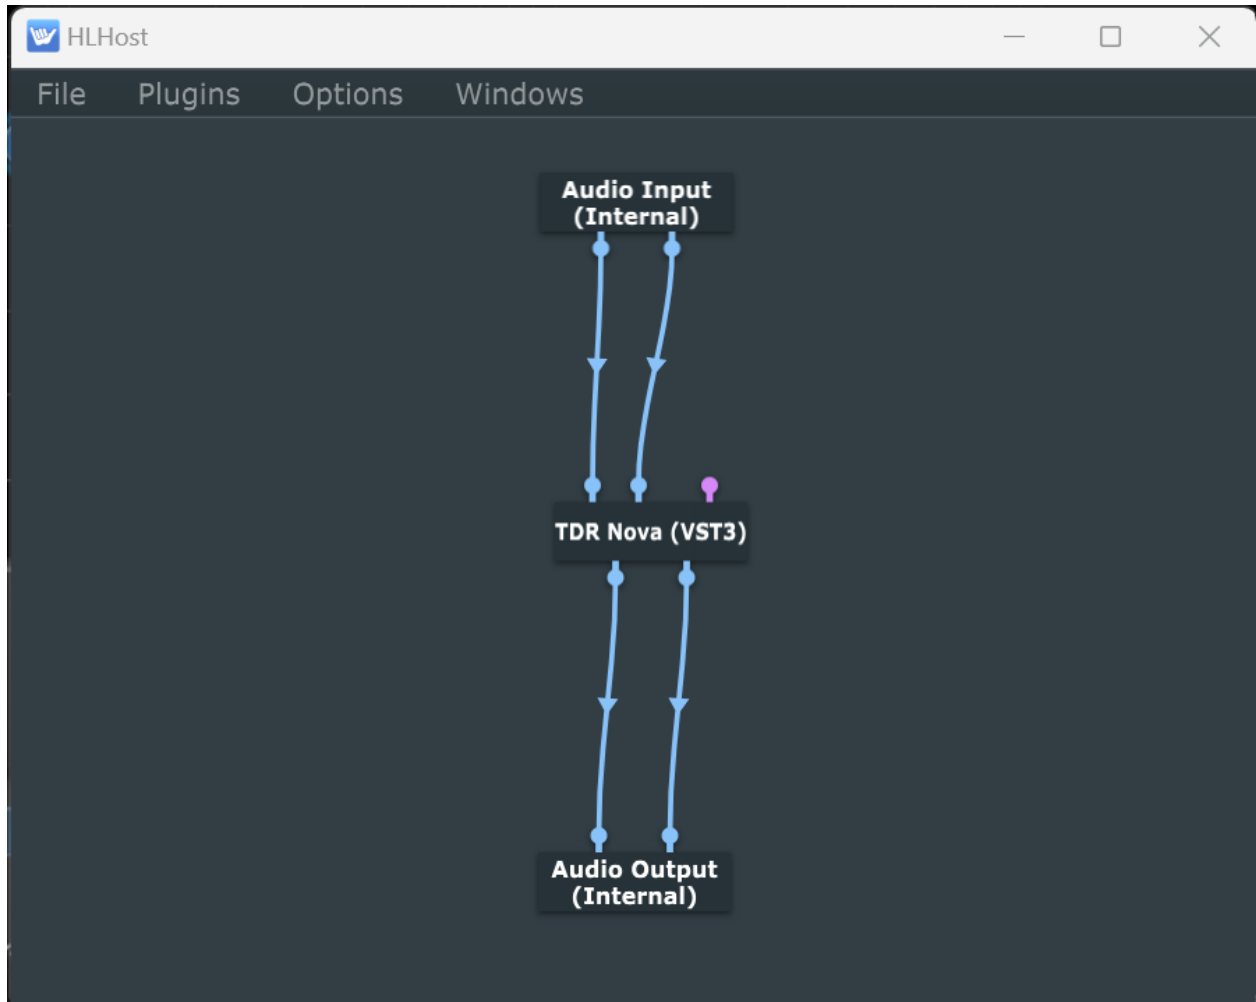 HLHost
File Plugins Options Windows
Audio Input
(Internal)
TDR Nova (VST3)
Audio Output
(Internal)